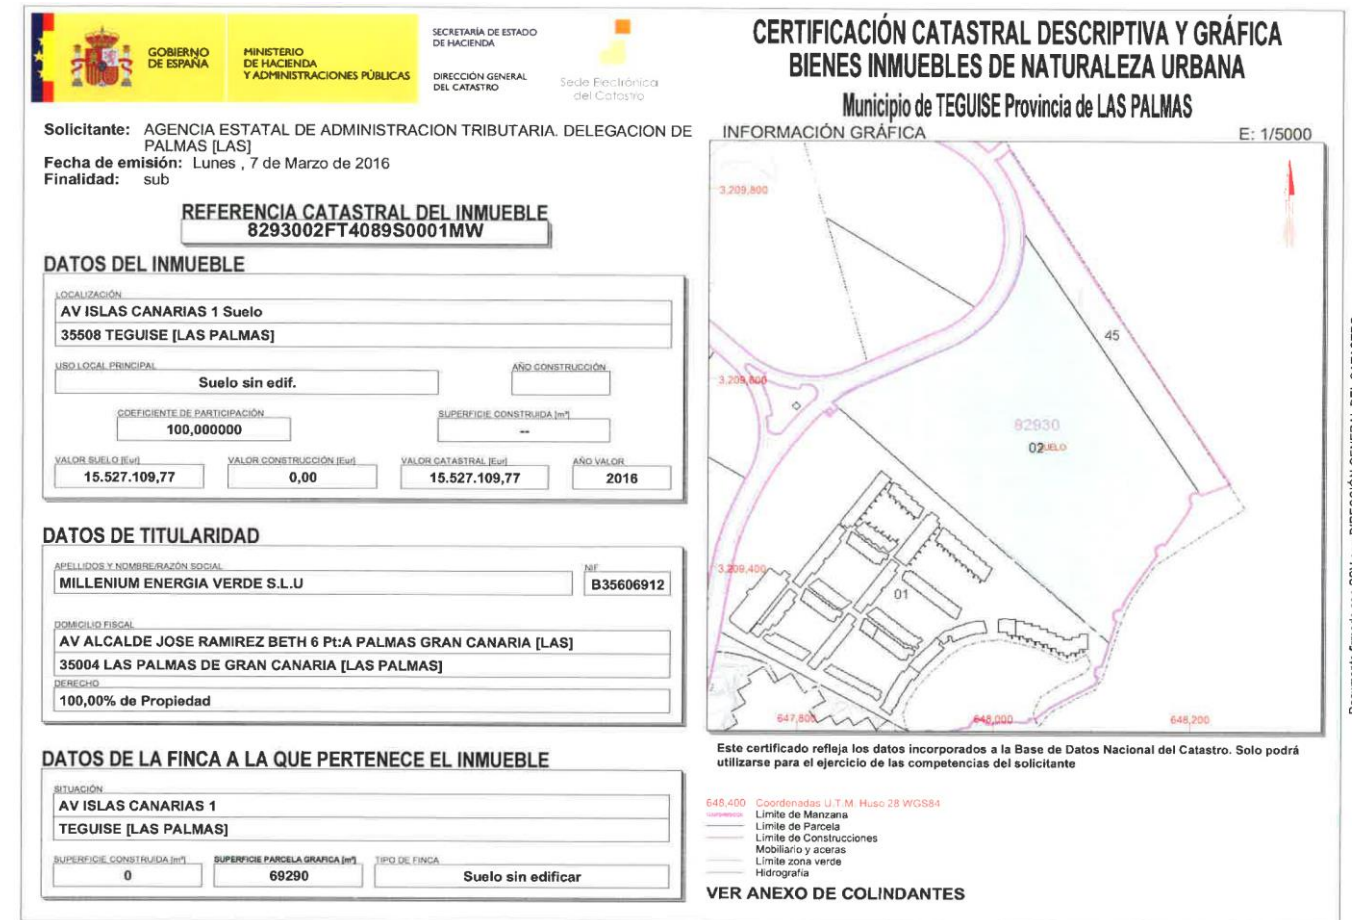 GOBIERNO
DE ESPAÑA
MINISTERIO
DE HACIENDA
Y ADMINISTRACIONES PÚBLICAS
SECRETARÍA DE ESTADO
DE HACIENDA
DIRECCIÓN GENERAL
DEL CATASTRO
Sede Electrónica
del Catastro
CERTIFICACIÓN CATASTRAL DESCRIPTIVA Y GRÁFICA
BIENES INMUEBLES DE NATURALEZA URBANA
Municipio de TEGUISE Provincia de LAS PALMAS
Solicitante: AGENCIA ESTATAL DE ADMINISTRACION TRIBUTARIA. DELEGACION DE
PALMAS [LAS]
Fecha de emisión: Lunes , 7 de Marzo de 2016
Finalidad: sub
REFERENCIA CATASTRAL DEL INMUEBLE
8293002FT4089S0001MW
DATOS DEL INMUEBLE
LOCALIZACIÓN
AV ISLAS CANARIAS 1 Suelo
35508 TEGUISE [LAS PALMAS]
USO LOCAL PRINCIPAL
Suelo sin edif.
AÑO CONSTRUCCIÓN
COEFICIENTE DE PARTICIPACIÓN
100,000000
SUPERFICIE CONSTRUIDA [m²]
--
VALOR SUELO [Eur]
15.527.109,77
VALOR CONSTRUCCIÓN [Eur]
0,00
VALOR CATASTRAL [Eur]
15.527.109,77
AÑO VALOR
2016
DATOS DE TITULARIDAD
APELLIDOS Y NOMBRE/RAZÓN SOCIAL
MILLENIUM ENERGIA VERDE S.L.U
NIF
B35606912
DOMICILIO FISCAL
AV ALCALDE JOSE RAMIREZ BETH 6 Pt:A PALMAS GRAN CANARIA [LAS]
35004 LAS PALMAS DE GRAN CANARIA [LAS PALMAS]
DERECHO
100,00% de Propiedad
DATOS DE LA FINCA A LA QUE PERTENECE EL INMUEBLE
SITUACIÓN
AV ISLAS CANARIAS 1
TEGUISE [LAS PALMAS]
SUPERFICIE CONSTRUIDA [m²]
0
SUPERFICIE PARCELA GRAFICA [m²]
69290
TIPO DE FINCA
Suelo sin edificar
INFORMACIÓN GRÁFICA E: 1/5000
3,209,800
45
3,209,600
82930
02
SUELO
3,209,400
01
647,800
648,000
648,200
Este certificado refleja los datos incorporados a la Base de Datos Nacional del Catastro. Solo podrá
utilizarse para el ejercicio de las competencias del solicitante
648,400 Coordenadas U.T.M. Huso 28 WGS84
Limite de Manzana
Limite de Parcela
Limite de Construcciones
Mobiliario y aceras
Límite zona verde
Hidrografía
VER ANEXO DE COLINDANTES